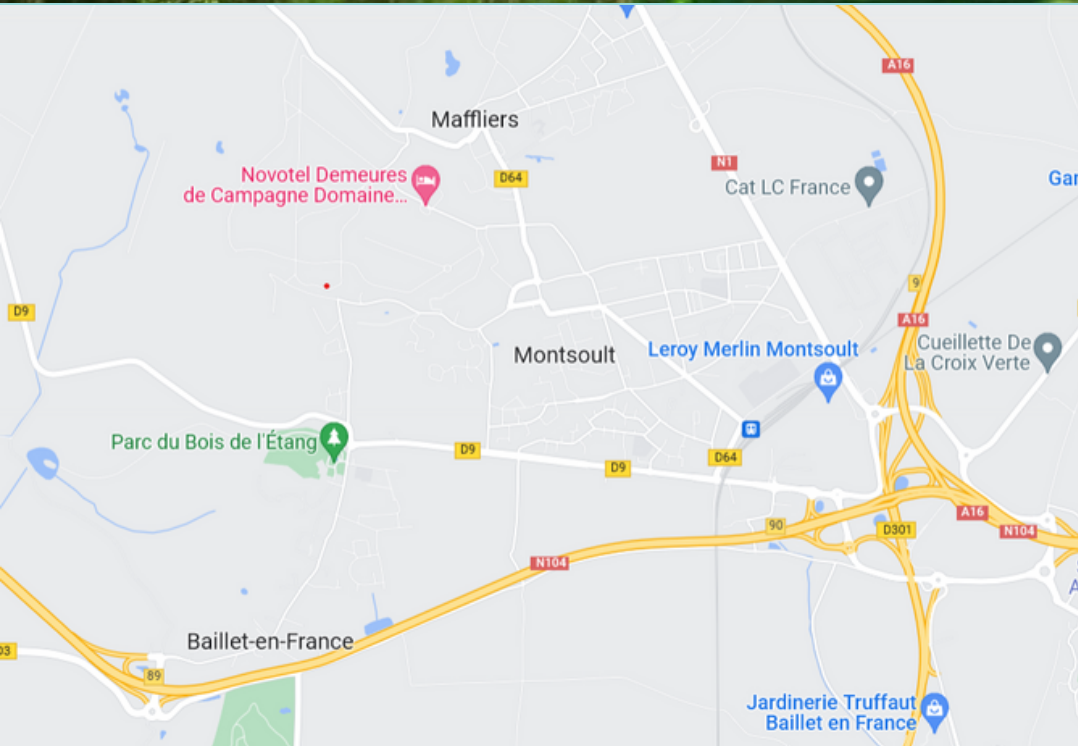 A16
Maffliers
N1
Novotel Demeures
de Campagne Domaine...
D64
Cat LC France
Gar
9
D9
A16
Montsoult
Leroy Merlin Montsoult
Cueillette De
La Croix Verte
Parc du Bois de l'Étang
D9
D9
D64
90
D301
A16
N104
N104
A
Baillet-en-France
03
89
Jardinerie Truffaut
Baillet en France